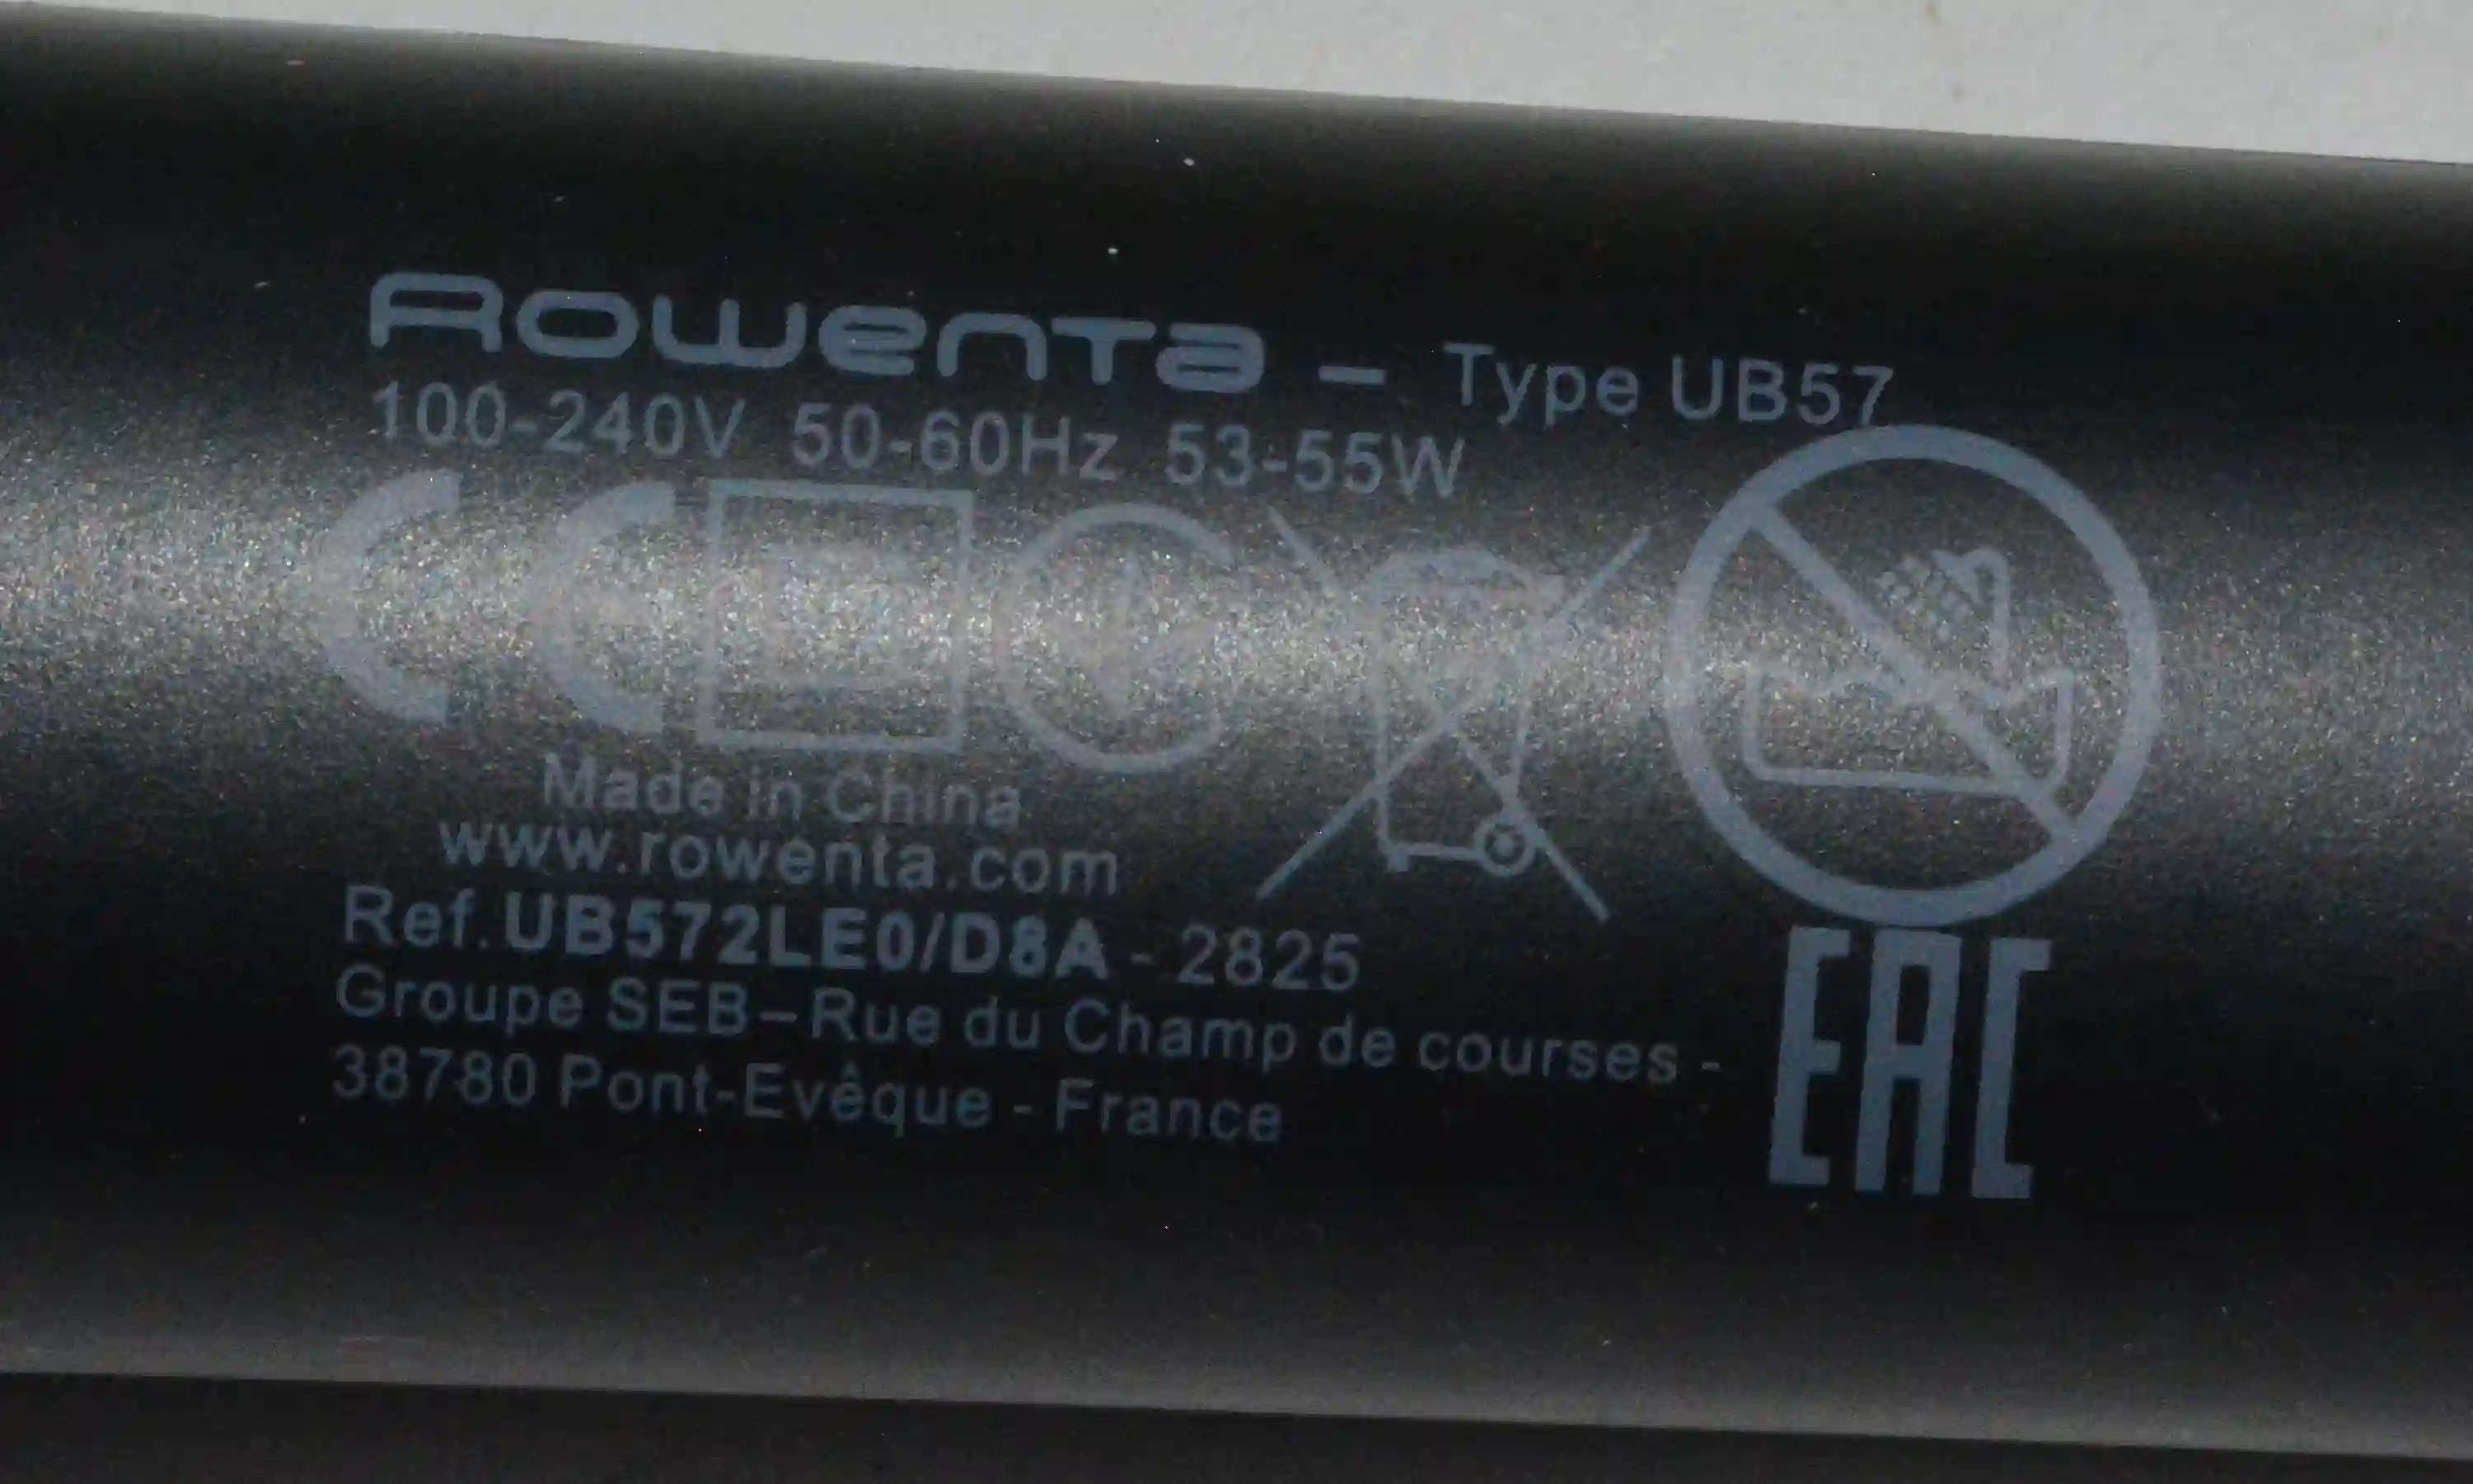 Rowenta – Type UB57
100-240V 50-60Hz 53-55W
CE
Made in China
www.rowenta.com
Ref. UB572LE0/D8A - 2825
Groupe SEB – Rue du Champ de courses -
38780 Pont-Evêque - France
EAC